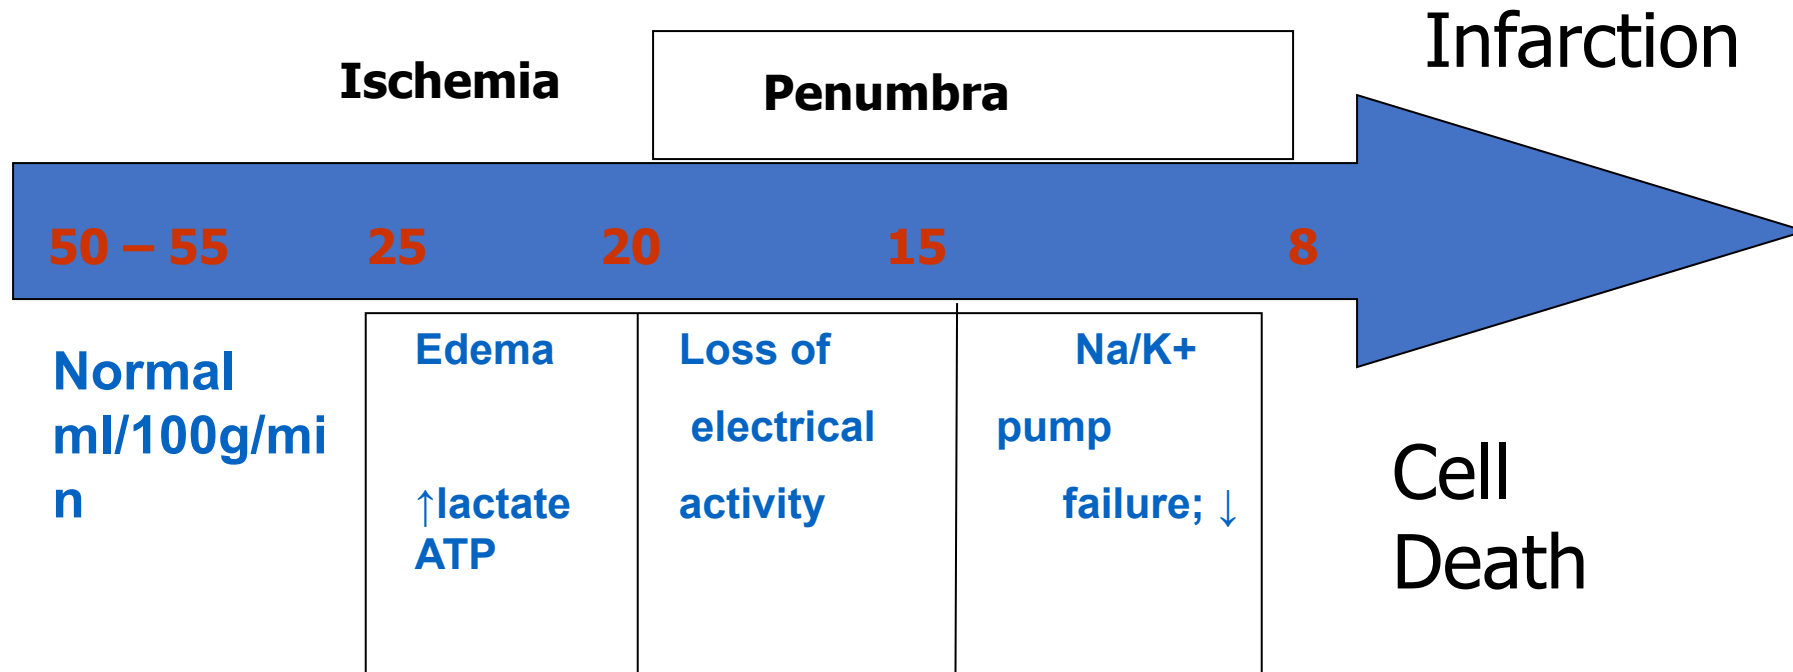 Infarction
Ischemia
Penumbra
50 – 55 25 20 15 8
Normal
ml/100g/mi
n
Edema
↑lactate
ATP
Loss of
electrical
activity
Na/K+
pump
failure; ↓
Cell
Death